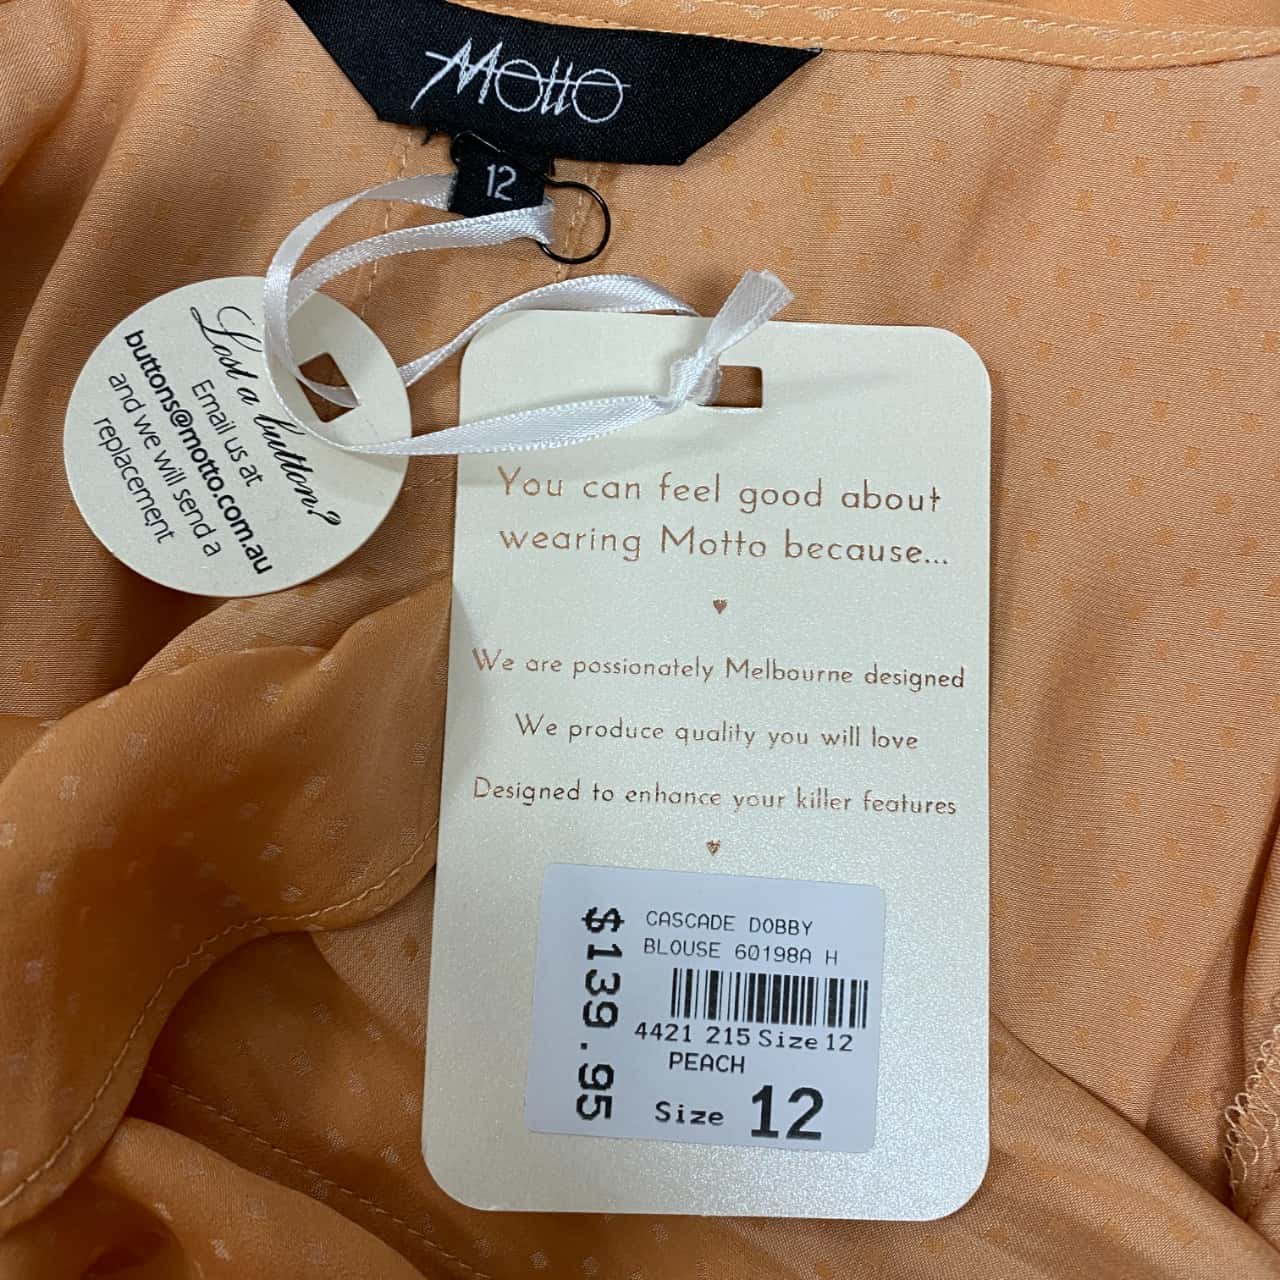 Motto
12
Lost a button?
Email us at
buttons@motto.com.au
and we will send a
replacement
You can feel good about
wearing Motto because...
We are passionately Melbourne designed
We produce quality you will love
Designed to enhance your killer features
$139.95
CASCADE DOBBY
BLOUSE 60198A H
4421 215 Size 12
PEACH
Size 12